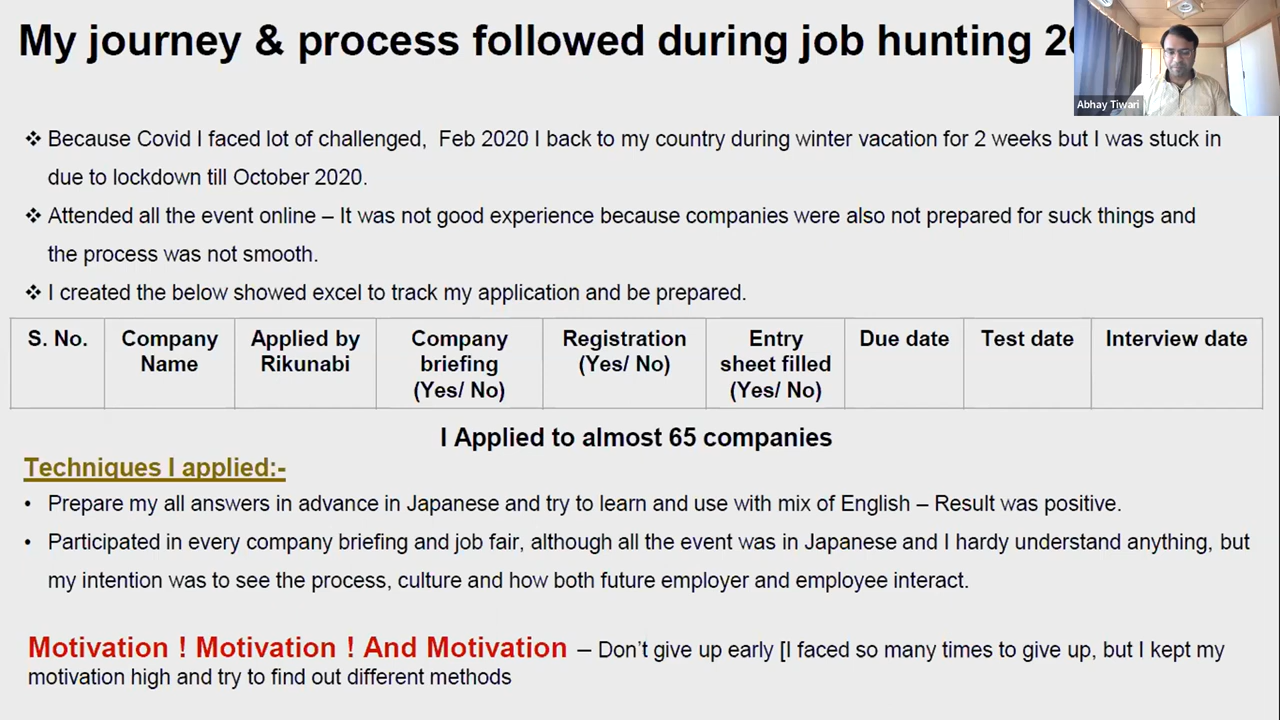 My journey & process followed during job hunting
Abhay Tiwari
❖ Because Covid I faced lot of challenged, Feb 2020 I back to my country during winter vacation for 2 weeks but I was stuck in
due to lockdown till October 2020.
❖ Attended all the event online – It was not good experience because companies were also not prepared for suck things and
the process was not smooth.
❖ I created the below showed excel to track my application and be prepared.
S. No.
Company
Name
Applied by
Rikunabi
Company
briefing
(Yes/ No)
Registration
(Yes/ No)
Entry
sheet filled
(Yes/ No)
Due date
Test date
Interview date
I Applied to almost 65 companies
Techniques I applied:-
• Prepare my all answers in advance in Japanese and try to learn and use with mix of English – Result was positive.
• Participated in every company briefing and job fair, although all the event was in Japanese and I hardy understand anything, but
my intention was to see the process, culture and how both future employer and employee interact.
Motivation ! Motivation ! And Motivation – Don't give up early [I faced so many times to give up, but I kept my
motivation high and try to find out different methods